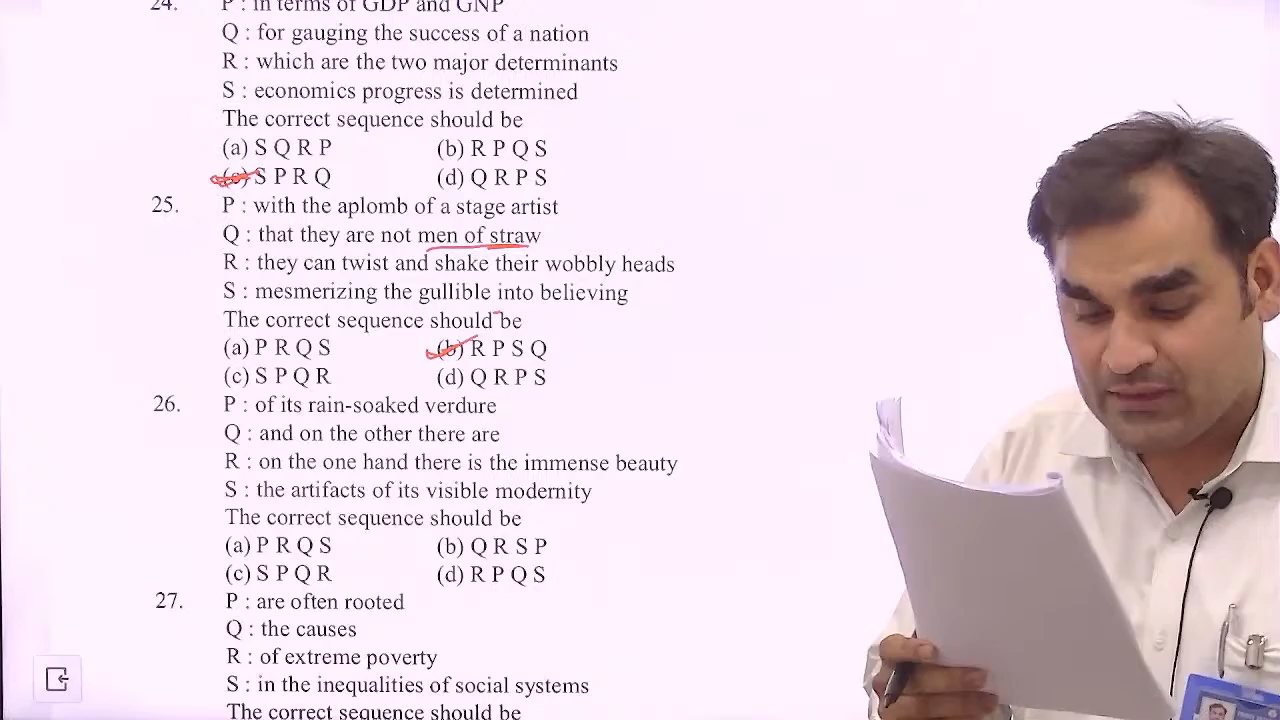 24. P : in terms of GDP and GNP
Q : for gauging the success of a nation
R : which are the two major determinants
S : economics progress is determined
The correct sequence should be
(a) S Q R P (b) R P Q S
(c) S P R Q (d) Q R P S
25. P : with the aplomb of a stage artist
Q : that they are not men of straw
R : they can twist and shake their wobbly heads
S : mesmerizing the gullible into believing
The correct sequence should be
(a) P R Q S (b) R P S Q
(c) S P Q R (d) Q R P S
26. P : of its rain-soaked verdure
Q : and on the other there are
R : on the one hand there is the immense beauty
S : the artifacts of its visible modernity
The correct sequence should be
(a) P R Q S (b) Q R S P
(c) S P Q R (d) R P Q S
27. P : are often rooted
Q : the causes
R : of extreme poverty
S : in the inequalities of social systems
The correct sequence should be